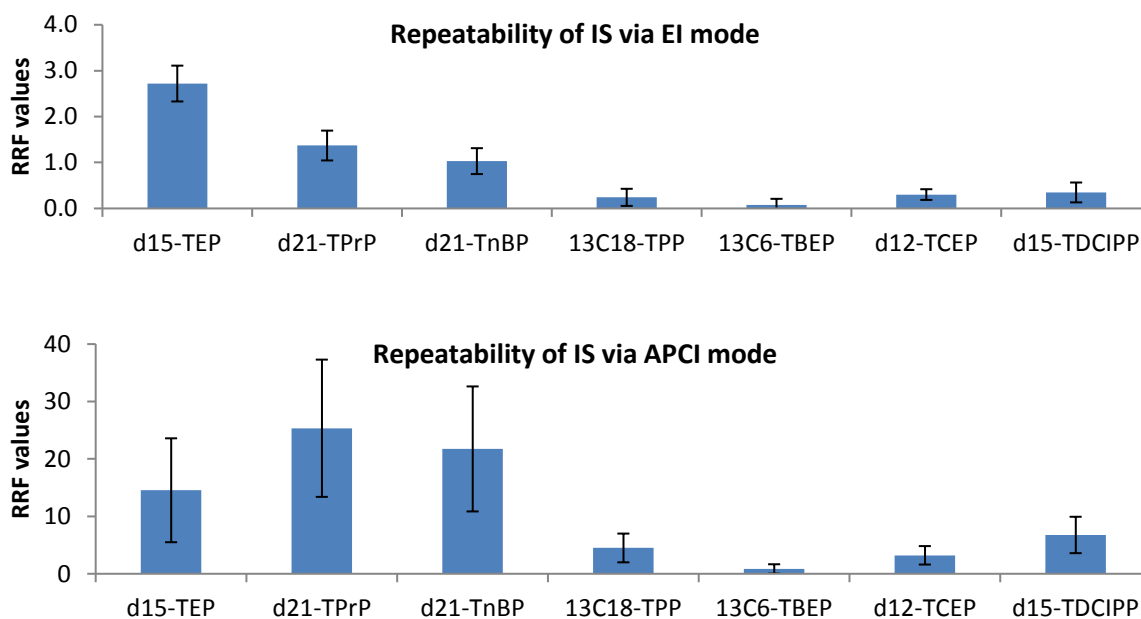 Repeatability of IS via EI mode
RRF values
4.0
3.0
2.0
1.0
0.0
d15-TEP d21-TPrP d21-TnBP 13C18-TPP 13C6-TBEP d12-TCEP d15-TDCIPP
Repeatability of IS via APCI mode
RRF values
40
30
20
10
0
d15-TEP d21-TPrP d21-TnBP 13C18-TPP 13C6-TBEP d12-TCEP d15-TDCIPP